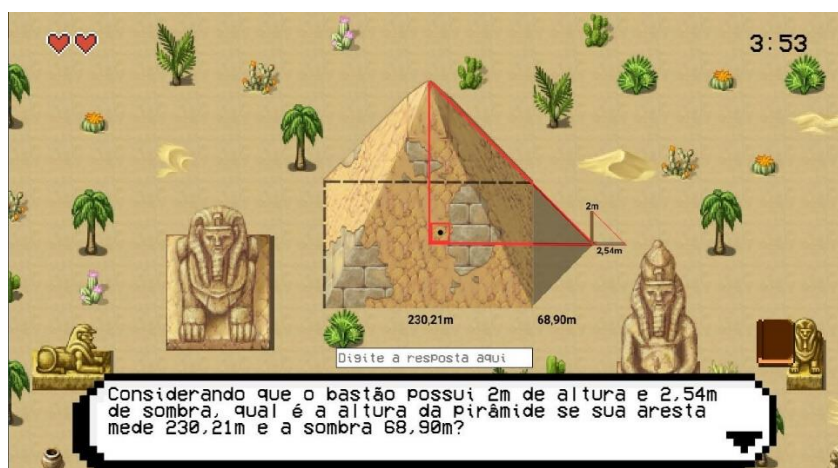 3:53
2m
2,54m
230,21m
68,90m
Digite a resposta aqui
Considerando que o bastão possui 2m de altura e 2,54m
de sombra, qual é a altura da pirâmide se sua aresta
mede 230,21m e a sombra 68,90m?